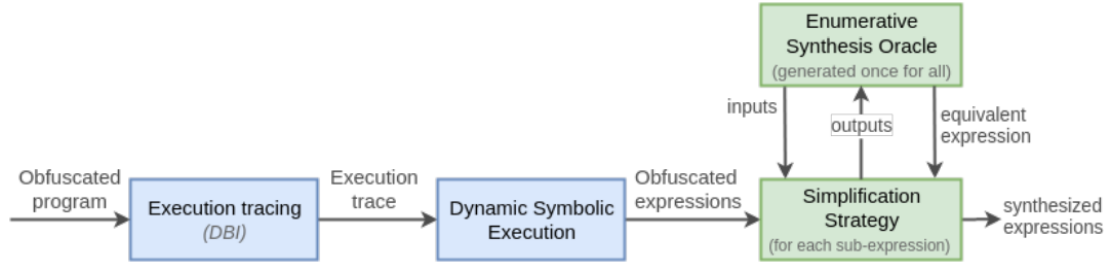 Enumerative
Synthesis Oracle
(generated once for all)
inputs
outputs
equivalent
expression
Obfuscated
program
Execution tracing
(DBI)
Execution
trace
Dynamic Symbolic
Execution
Obfuscated
expressions
Simplification
Strategy
(for each sub-expression)
synthesized
expressions